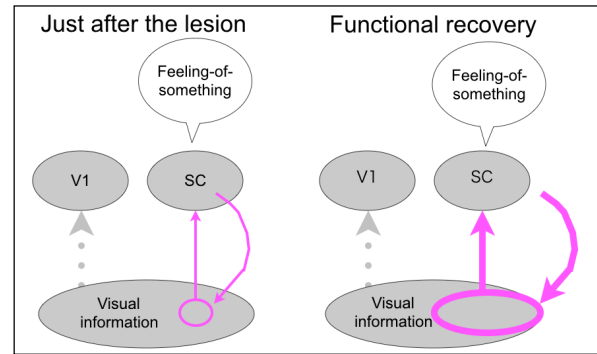 Just after the lesion
Feeling-of-
something
V1
SC
Visual
information
Functional recovery
Feeling-of-
something
V1
SC
Visual
information